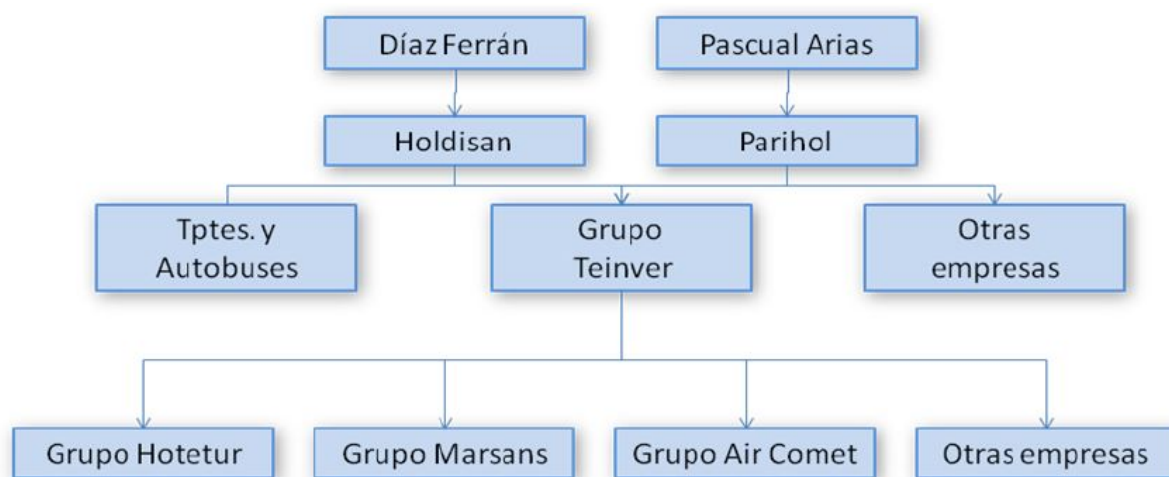 Díaz Ferrán
Pascual Arias
Holdisan
Parihol
Tptes. y
Autobuses
Grupo
Teinver
Otras
empresas
Grupo Hotetur
Grupo Marsans
Grupo Air Comet
Otras empresas